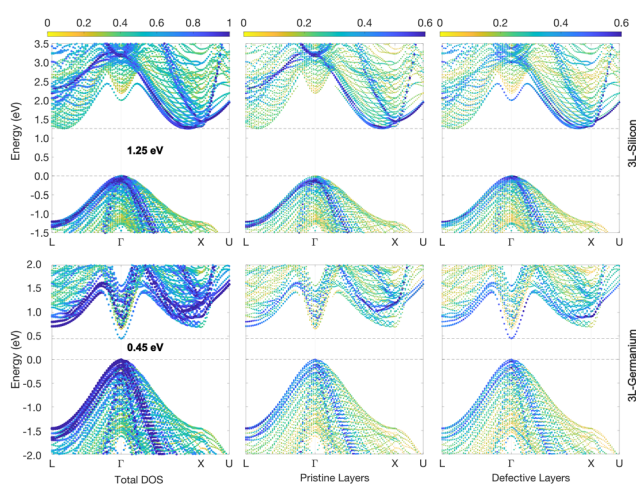 0 0.2 0.4 0.6 0.8 1
0 0.2 0.4 0.6
0 0.2 0.4 0.6
3.5
3.0
2.5
2.0
1.5
1.0
0.5
0.0
-0.5
-1.0
-1.5
Energy (eV)
1.25 eV
L Γ X U
L Γ X U
L Γ X U
3L-Silicon
2.0
1.5
1.0
0.5
0.0
-0.5
-1.0
-1.5
-2.0
Energy (eV)
0.45 eV
L Γ X U
L Γ X U
L Γ X U
3L-Germanium
Total DOS
Pristine Layers
Defective Layers